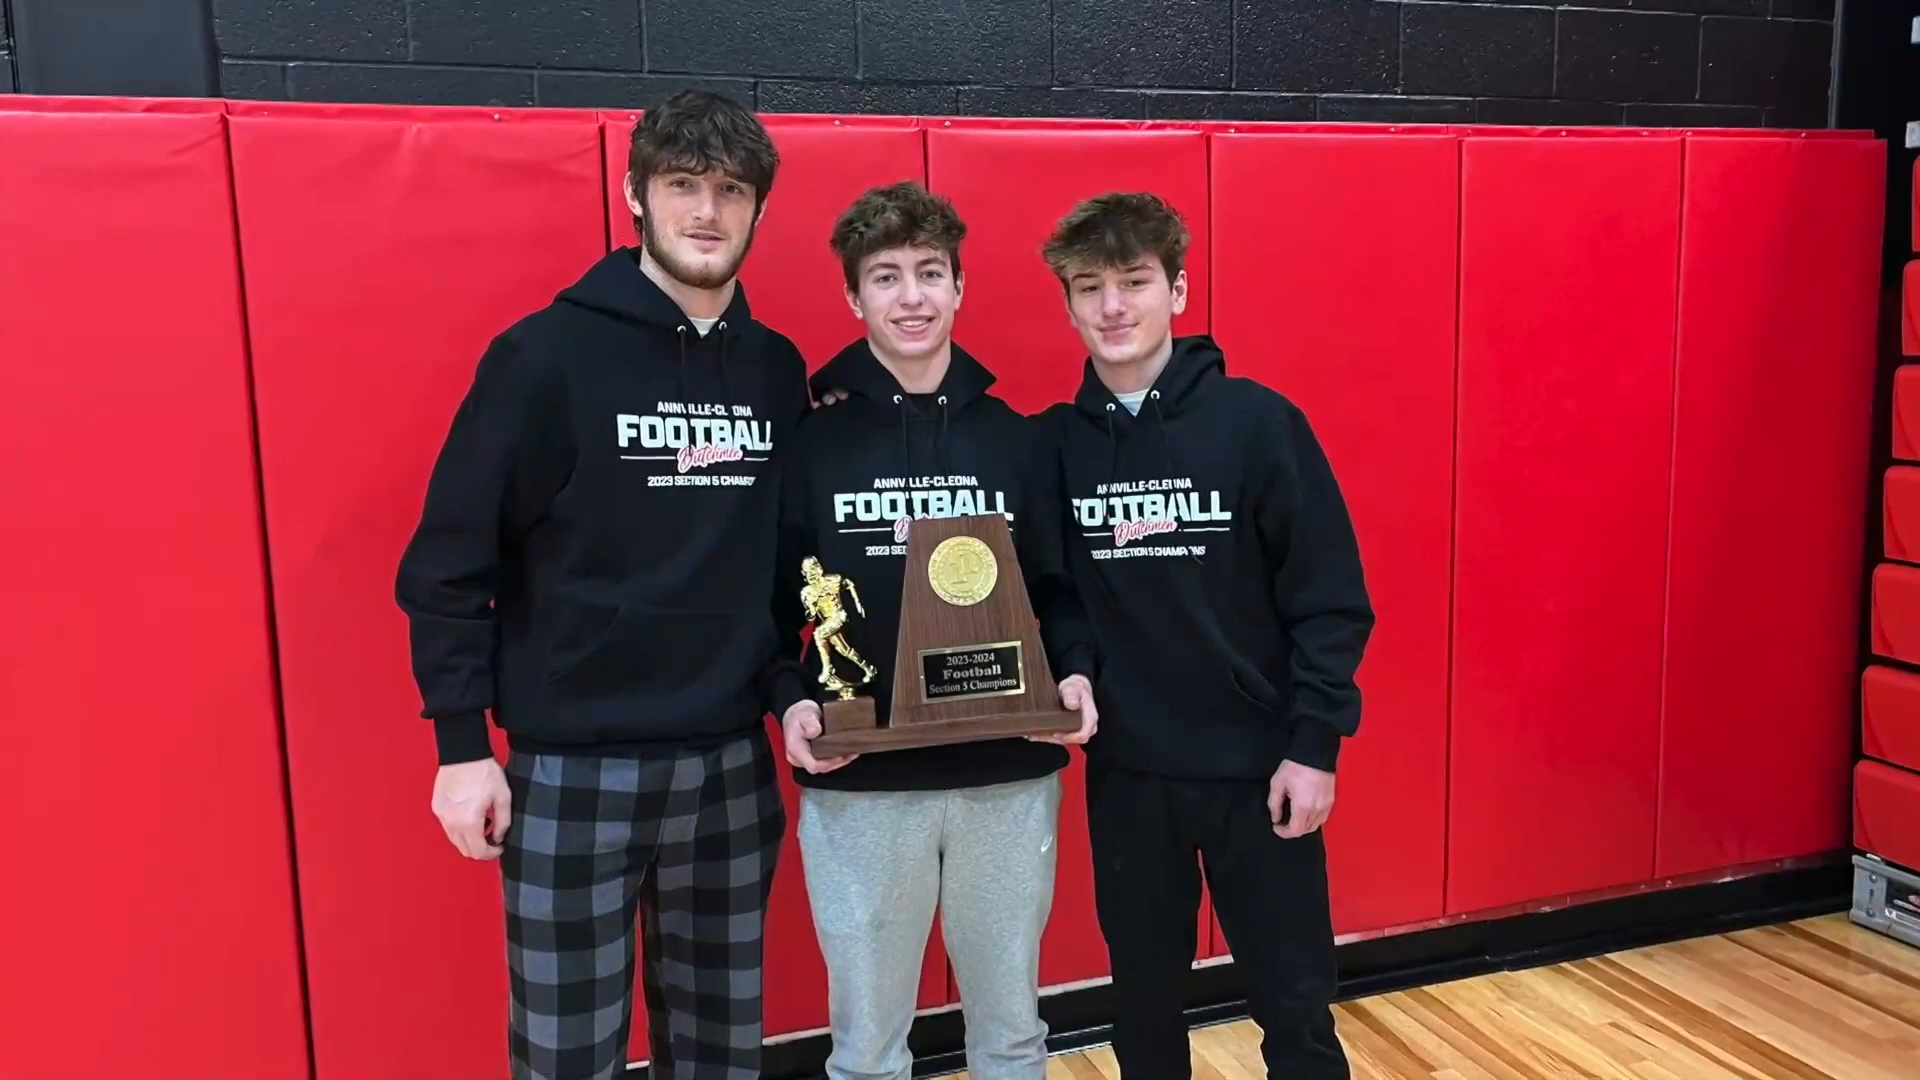 ANNVILLE-CLEONA
FOOTBALL
Dutchmen
2023 SECTION 5 CHAMP
ANNVILLE-CLEONA
FOOTBALL
2023 SEC
ANNVILLE-CLEONA
FOOTBALL
Dutchmen
2023 SECTION 5 CHAMPIONS
2023-2024
Football
Section 5 Champions